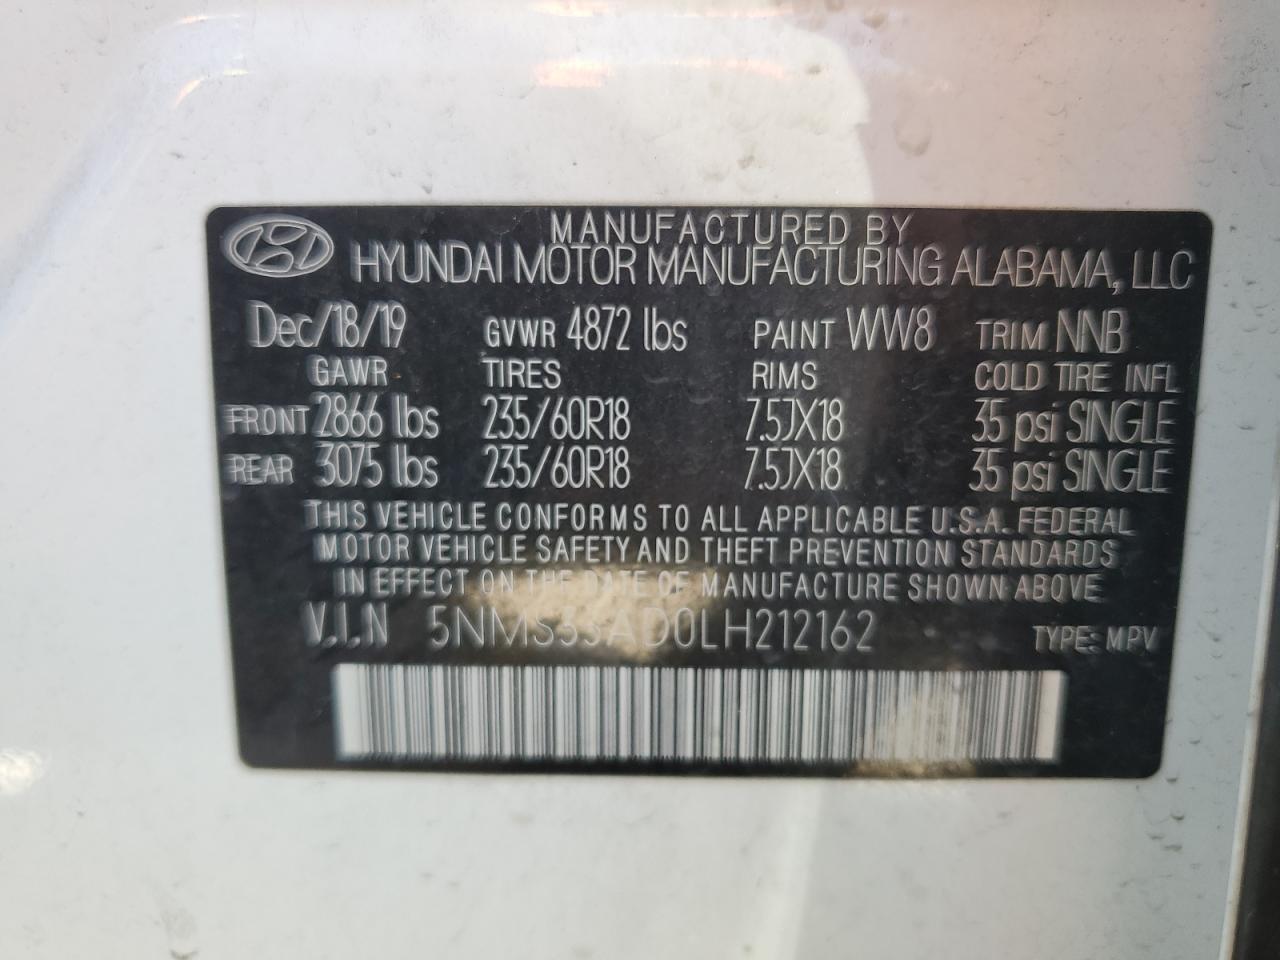 MANUFACTURED BY
HYUNDAI MOTOR MANUFACTURING ALABAMA, LLC
Dec/18/19 GVWR 4872 lbs PAINT WW8 TRIM NNB
GAWR TIRES RIMS COLD TIRE INFL
FRONT 2866 lbs 235/60R18 7.5JX18 35 psi SINGLE
REAR 3075 lbs 235/60R18 7.5JX18 35 psi SINGLE
THIS VEHICLE CONFORMS TO ALL APPLICABLE U.S.A. FEDERAL
MOTOR VEHICLE SAFETY AND THEFT PREVENTION STANDARDS
IN EFFECT ON THE DATE OF MANUFACTURE SHOWN ABOVE
V.I.N 5NMS33AD0LH212162 TYPE: MPV